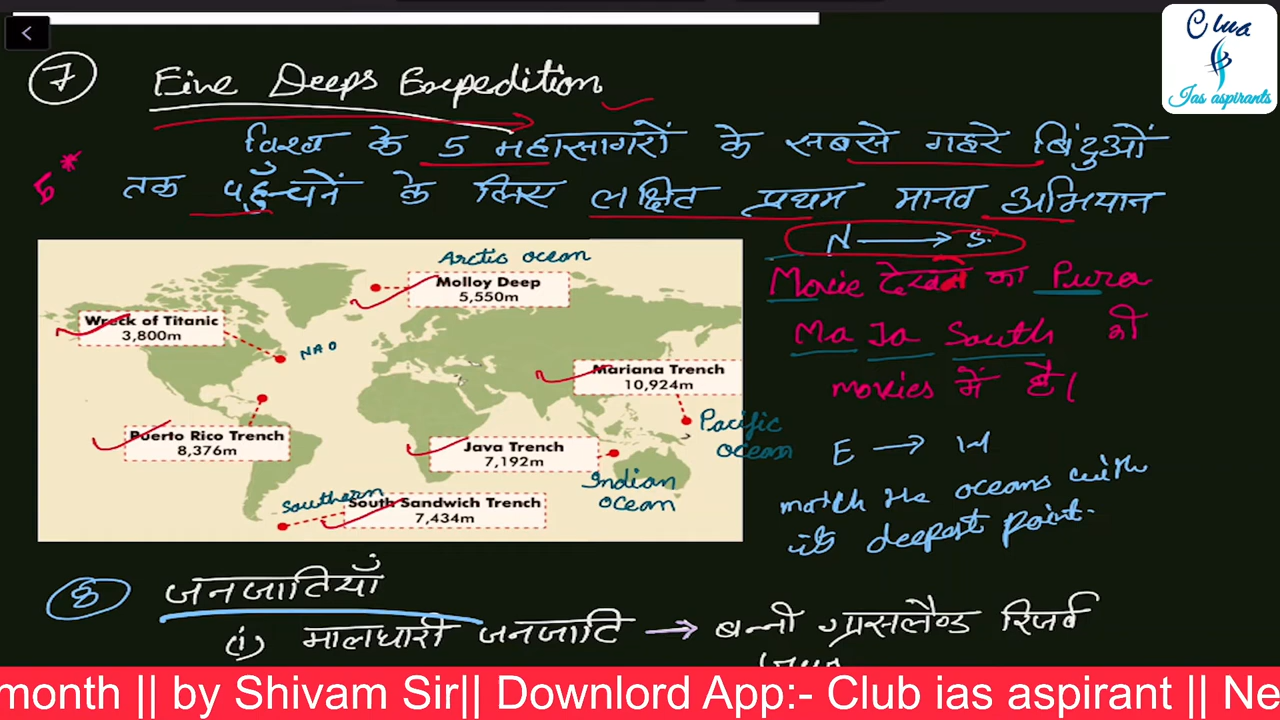 <
Clua
Ias aspirants
7 Five Deeps Expedition
विश्व के 5 महासागरों के सबसे गहरे बिंदुओं
5* तक पहुँचनें के लिए लक्षित प्रथम मानव अभियान
N → S
Movie देखने का Pura
Ma Ja South की
movies में है।
E → W
match the oceans with
its deepest point.
Arctic ocean
Molloy Deep
5,550m
Wreck of Titanic
3,800m
NAO
Mariana Trench
10,924m
Pacific
ocean
Puerto Rico Trench
8,376m
Java Trench
7,192m
Indian
ocean
Southern
South Sandwich Trench
7,434m
8 जनजातियाँ
(i) मालधारी जनजाति → बन्नी ग्रासलैण्ड रिजर्व
month || by Shivam Sir|| Downlord App:- Club ias aspirant || Ne